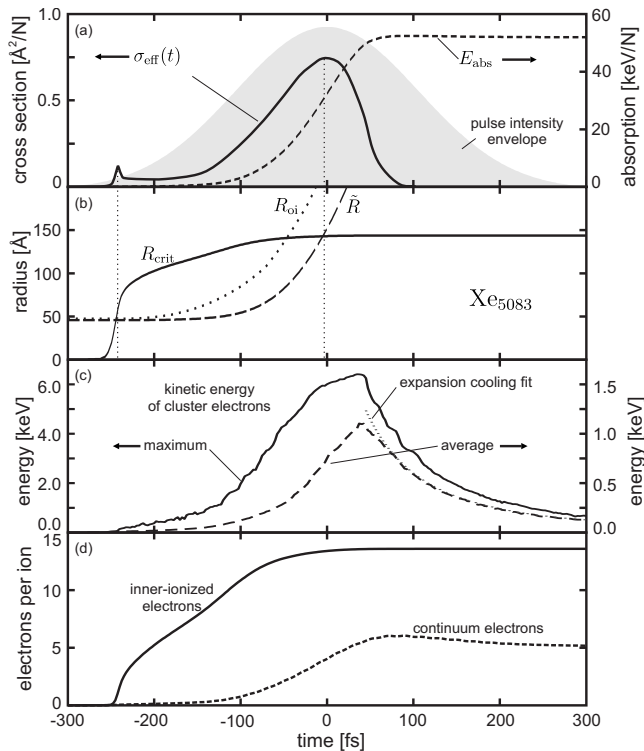 (a)
cross section [Å²/N]
1.0
0.5
0
σeff(t)
Eabs
pulse intensity
envelope
60
40
20
0
absorption [keV/N]
(b)
radius [Å]
150
100
50
0
Rcrit
Roi
R̃
Xe5083
(c)
energy [keV]
6.0
4.0
2.0
0.0
kinetic energy
of cluster electrons
expansion cooling fit
maximum
average
1.5
1.0
0.5
0.0
energy [keV]
(d)
electrons per ion
15
10
5
0
inner-ionized
electrons
continuum electrons
-300 -200 -100 0 100 200 300
time [fs]